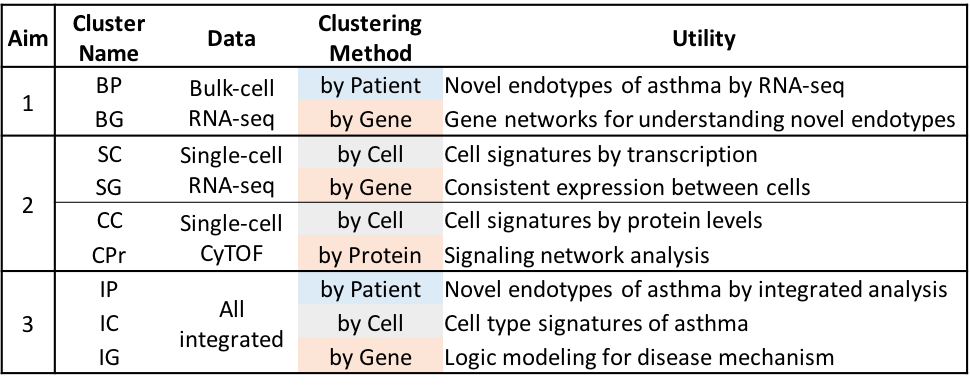 Aim Cluster Name Data Clustering Method Utility
1 BP Bulk-cell RNA-seq by Patient Novel endotypes of asthma by RNA-seq
BG by Gene Gene networks for understanding novel endotypes
2 SC Single-cell RNA-seq by Cell Cell signatures by transcription
SG by Gene Consistent expression between cells
CC Single-cell CyTOF by Cell Cell signatures by protein levels
CPr by Protein Signaling network analysis
3 IP All integrated by Patient Novel endotypes of asthma by integrated analysis
IC by Cell Cell type signatures of asthma
IG by Gene Logic modeling for disease mechanism